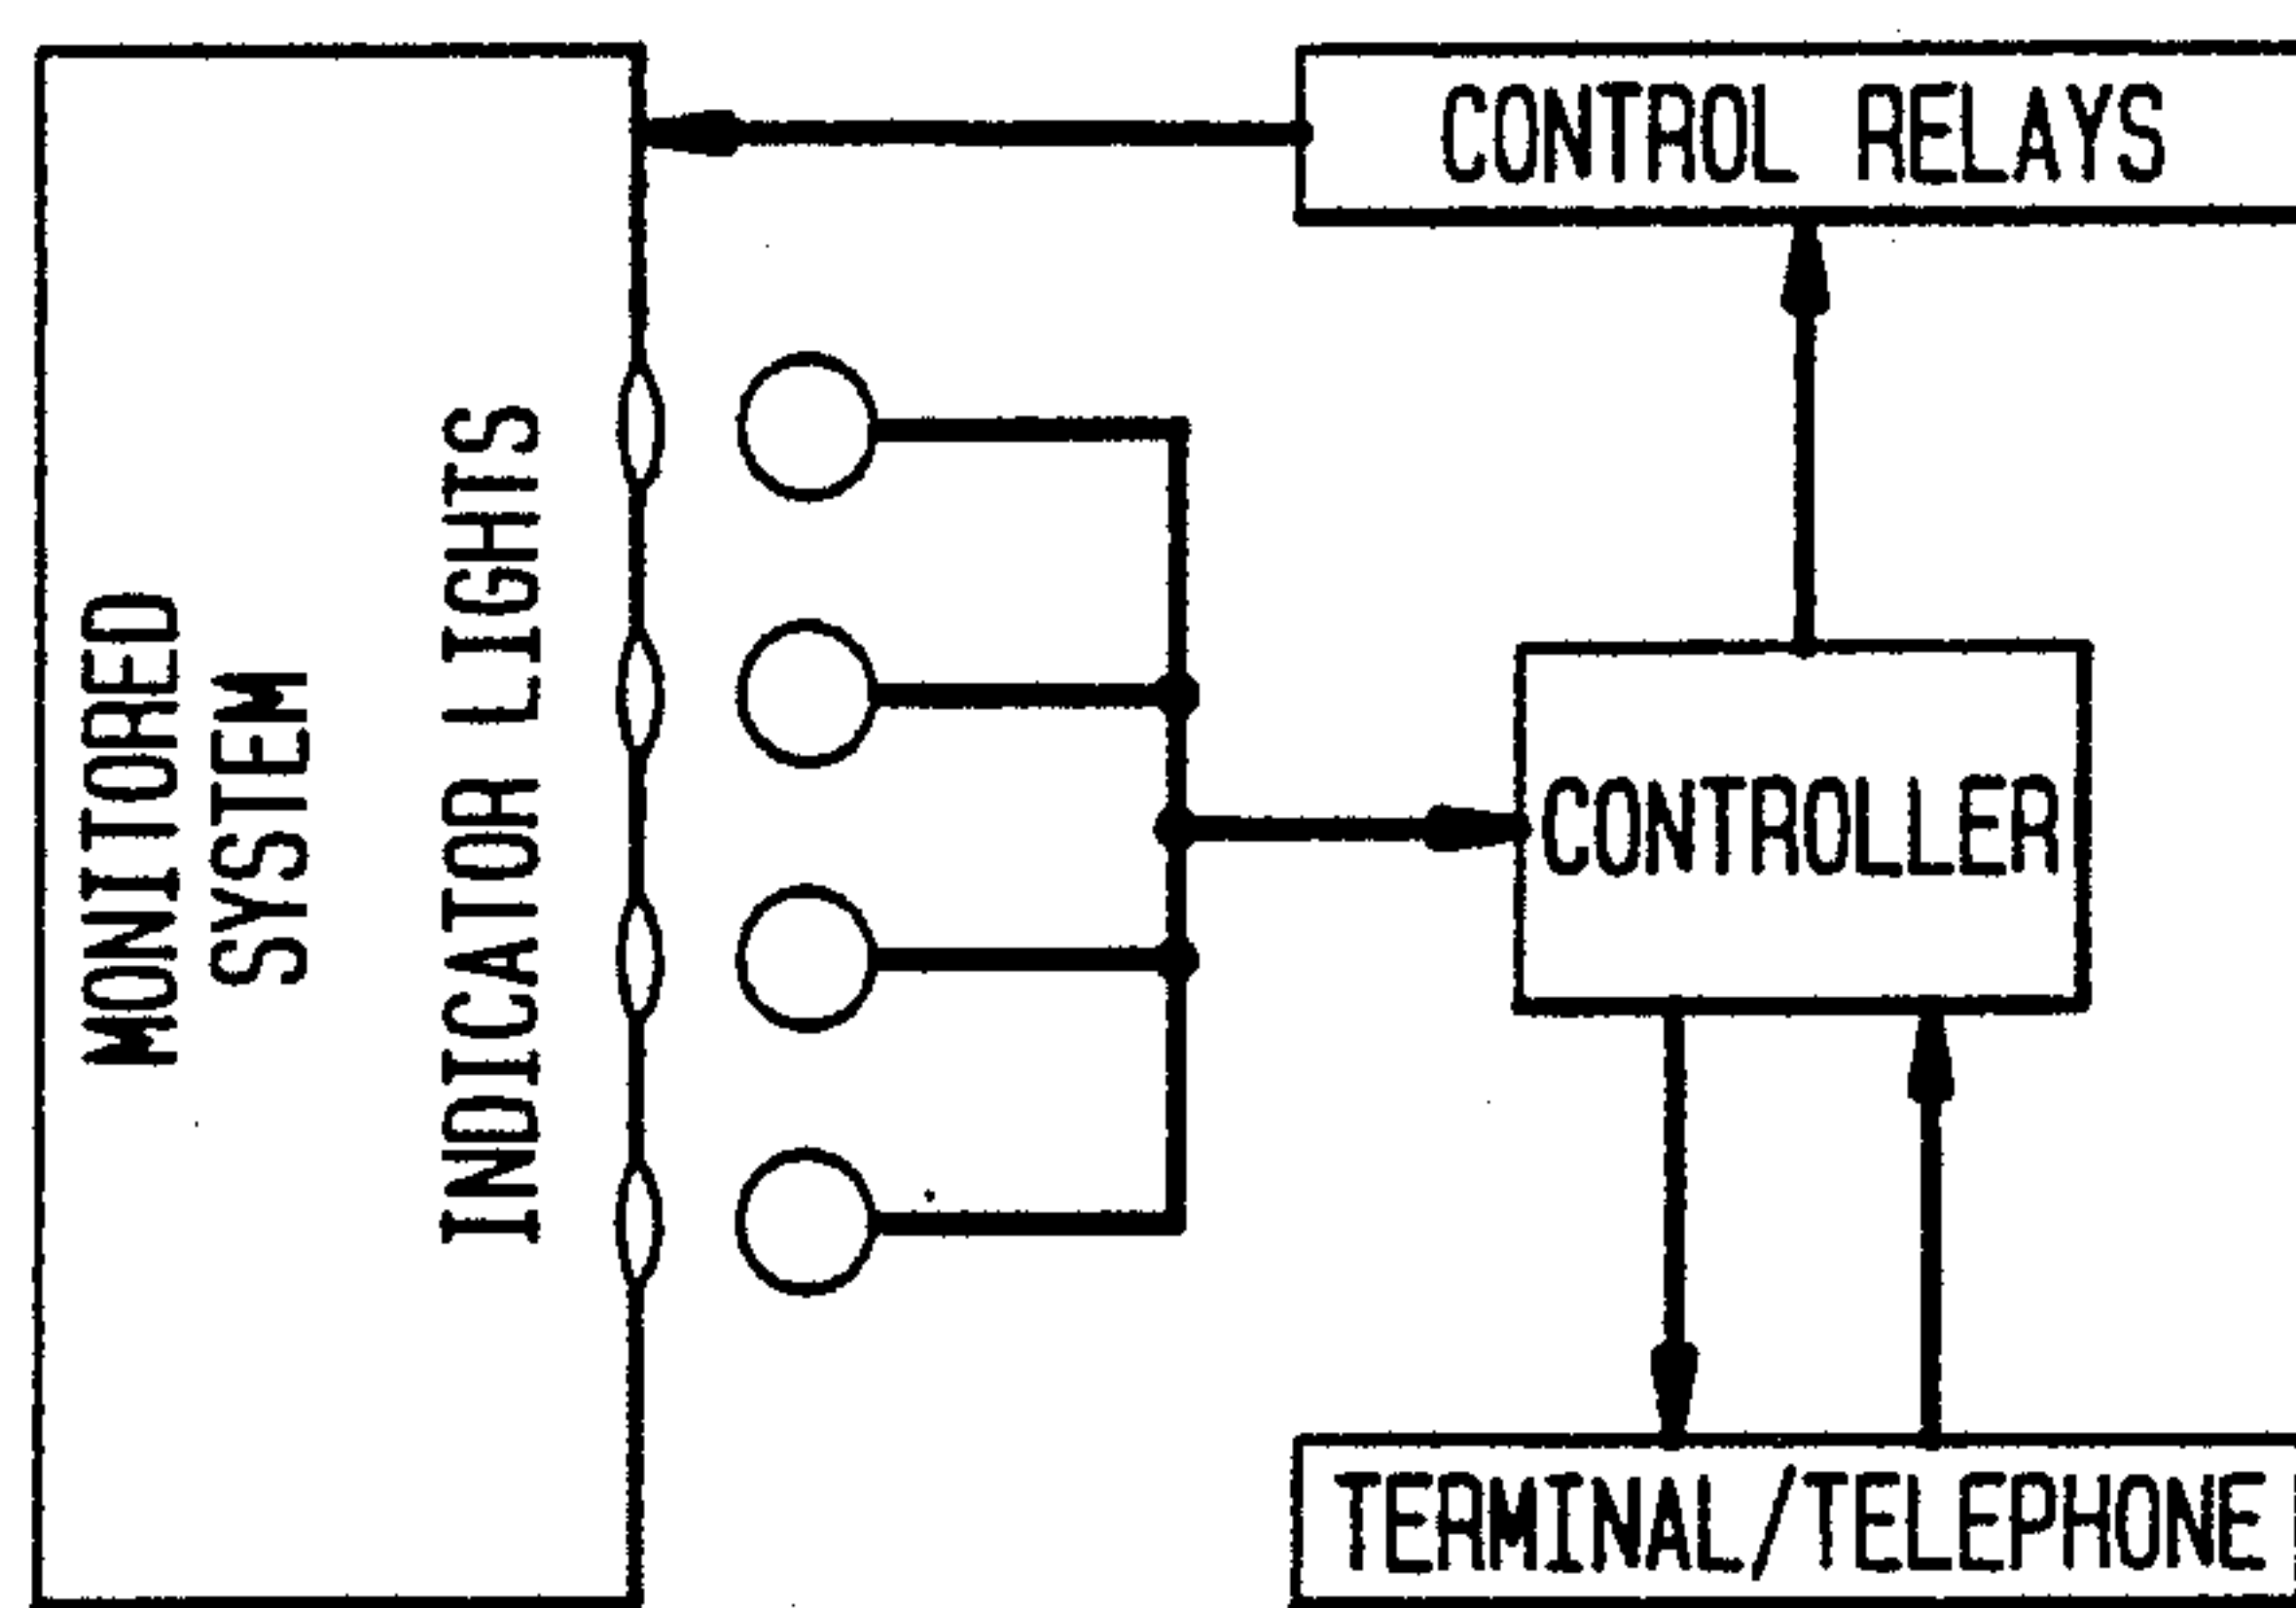 MONITORED
SYSTEM
INDICATOR LIGHTS
CONTROL RELAYS
CONTROLLER
TERMINAL/TELEPHONE